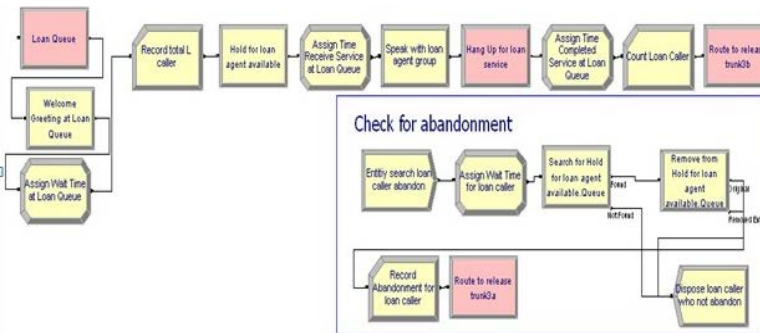 Loan Queue
Welcome
Greeting at Loan
Queue
Assign Wait Time
at Loan Queue
Record total L
caller
Hold for loan
agent available
Assign Time
Receive Service
at Loan Queue
Speak with loan
agent group
Hang Up for loan
service
Assign Time
Completed
Service at Loan
Queue
Count Loan Caller
Route to release
trunk3b
Check for abandonment
Entitiy search loan
caller abandon
Assign Wait Time
for loan caller
Search for Hold
for loan agent
available.Queue
Found
Not Found
Remove from
Hold for loan
agent
available.Queue
Original
Removed Ent
Record
Abandonment for
loan caller
Route to release
trunk3a
Dispose loan caller
who not abandon